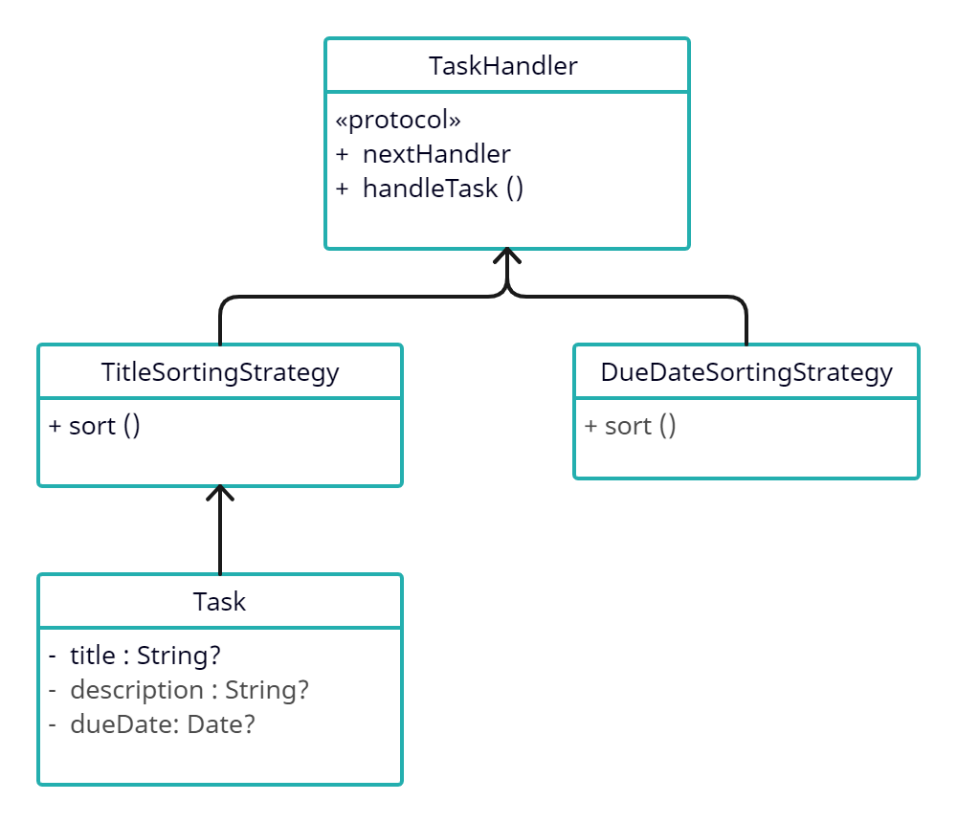 TaskHandler
«protocol»
+ nextHandler
+ handleTask ()
TitleSortingStrategy
+ sort ()
DueDateSortingStrategy
+ sort ()
Task
- title : String?
- description : String?
- dueDate: Date?